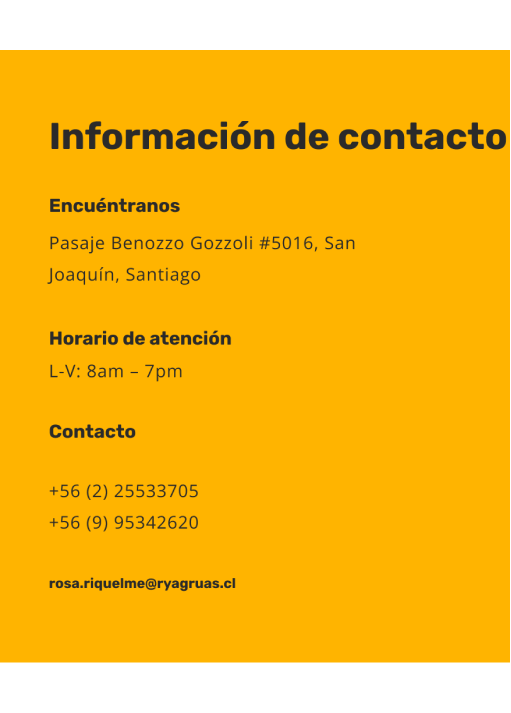 Información de contacto
Encuéntranos
Pasaje Benozzo Gozzoli #5016, San
Joaquín, Santiago
Horario de atención
L-V: 8am – 7pm
Contacto
+56 (2) 25533705
+56 (9) 95342620
rosa.riquelme@ryagruas.cl